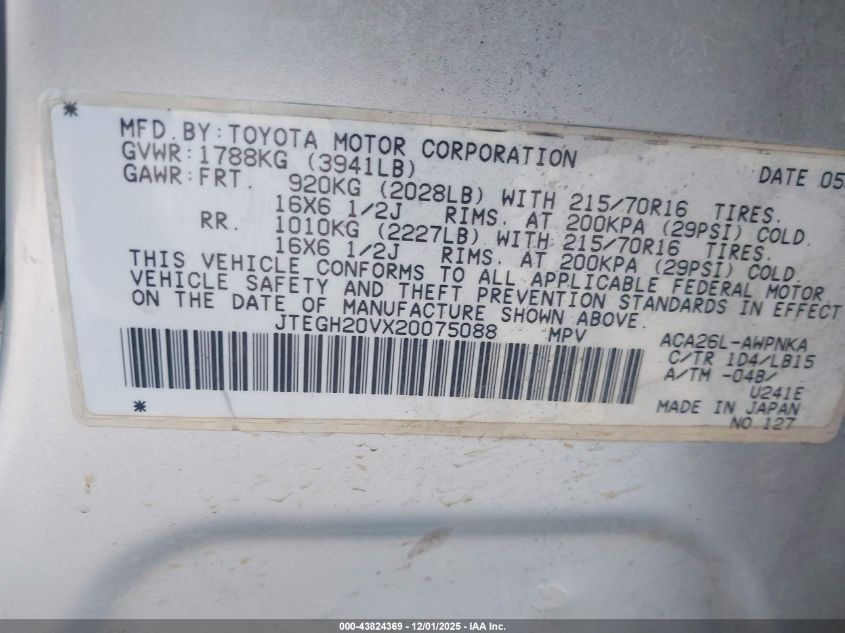 *
MFD.BY:TOYOTA MOTOR CORPORATION DATE 05
GVWR:1788KG (3941LB)
GAWR:FRT. 920KG (2028LB) WITH 215/70R16 TIRES.
16X6 1/2J RIMS. AT 200KPA (29PSI) COLD.
RR. 1010KG (2227LB) WITH 215/70R16 TIRES.
16X6 1/2J RIMS. AT 200KPA (29PSI) COLD.
THIS VEHICLE CONFORMS TO ALL APPLICABLE FEDERAL MOTOR
VEHICLE SAFETY AND THEFT PREVENTION STANDARDS IN EFFECT
ON THE DATE OF MANUFACTURE SHOWN ABOVE.
JTEGH20VX20075088 MPV
ACA26L-AWPNKA
C/TR 1D4/LB15
A/TM -04B/
U241E
MADE IN JAPAN
NO.127
*
000-43824369 - 12/01/2025 - IAA Inc.